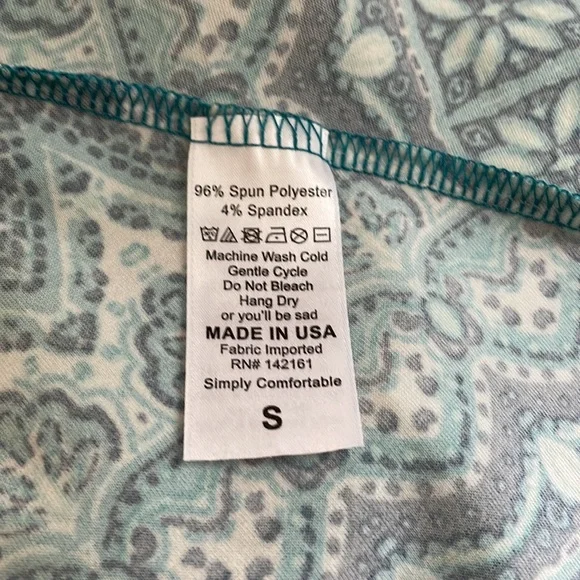 96% Spun Polyester
4% Spandex
Machine Wash Cold
Gentle Cycle
Do Not Bleach
Hang Dry
or you'll be sad
MADE IN USA
Fabric Imported
RN# 142161
Simply Comfortable
S